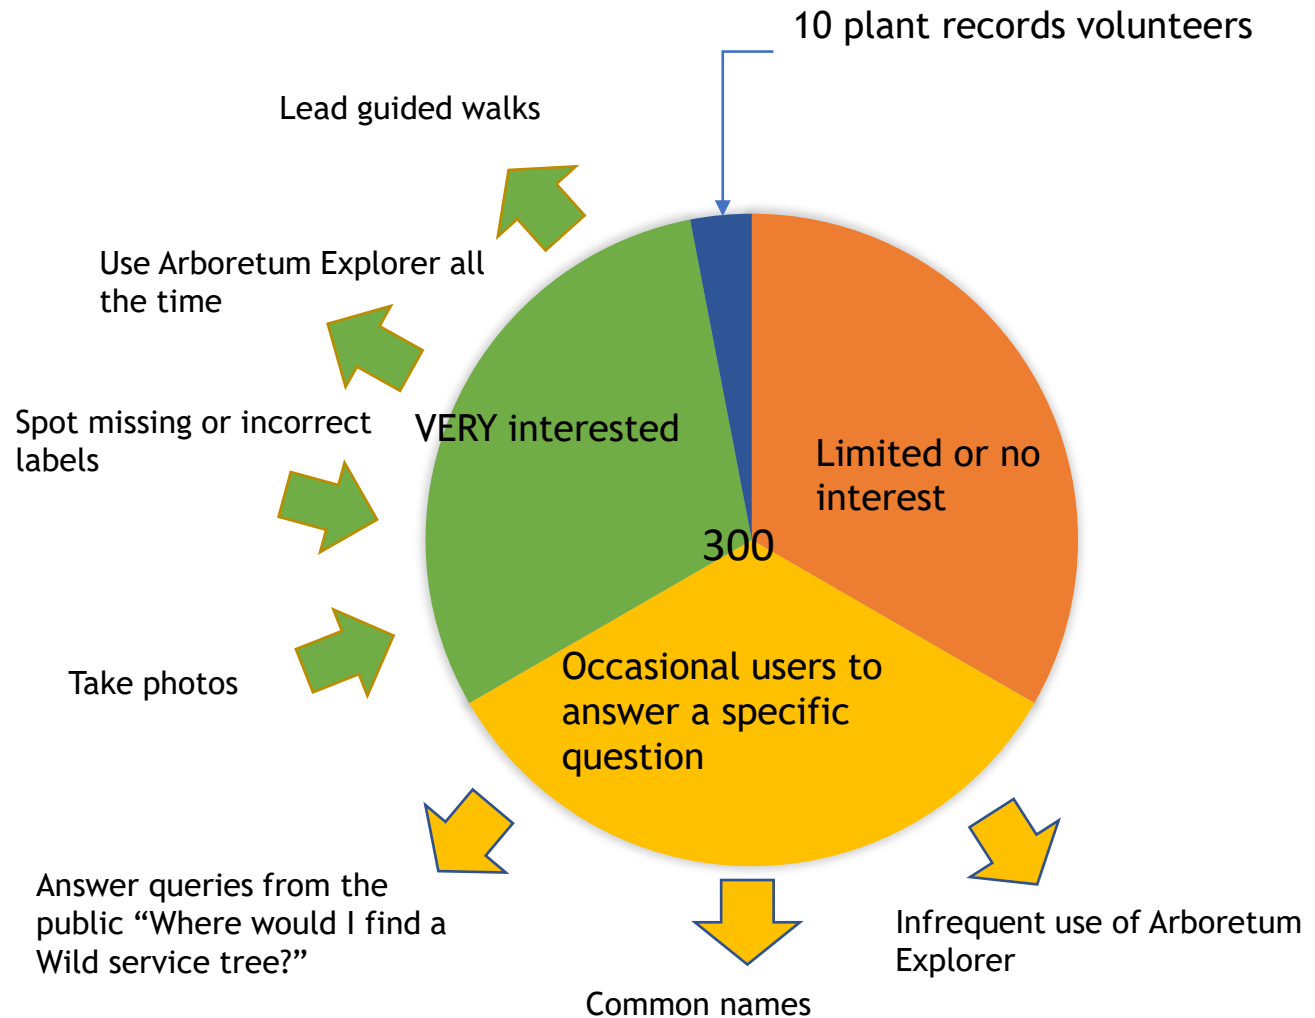 10 plant records volunteers
Lead guided walks
Use Arboretum Explorer all
the time
Spot missing or incorrect
labels
VERY interested
Limited or no
interest
300
Take photos
Occasional users to
answer a specific
question
Answer queries from the
public “Where would I find a
Wild service tree?”
Infrequent use of Arboretum
Explorer
Common names